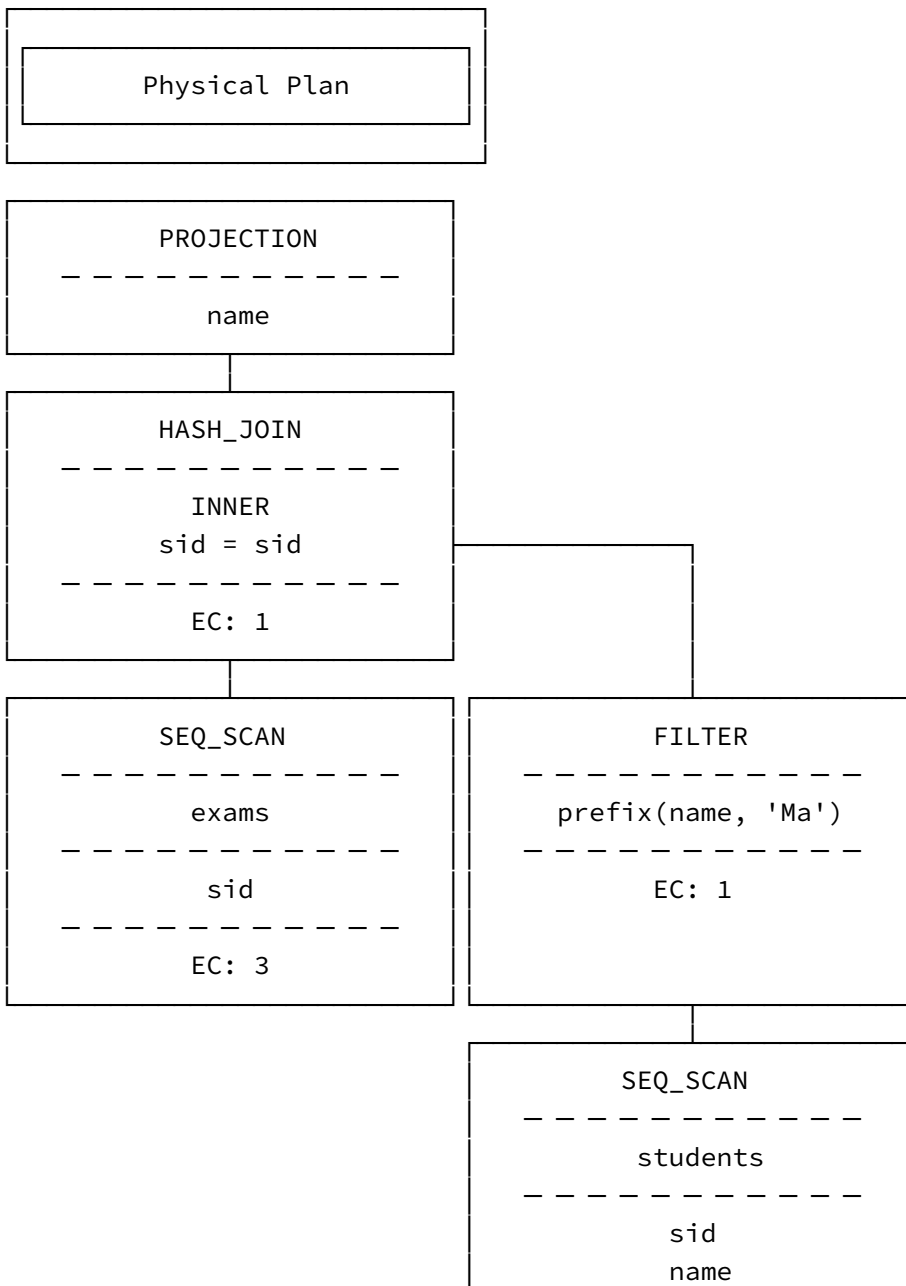 Physical Plan
PROJECTION
name
HASH_JOIN
INNER
sid = sid
EC: 1
SEQ_SCAN
exams
sid
EC: 3
FILTER
prefix(name, 'Ma')
EC: 1
SEQ_SCAN
students
sid
name